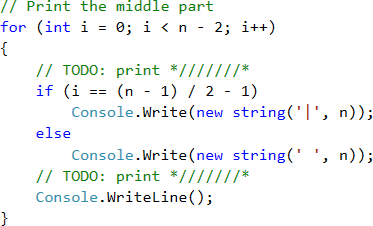 // Print the middle part
for (int i = 0; i < n - 2; i++)
{
    // TODO: print *///////*
    if (i == (n - 1) / 2 - 1)
        Console.Write(new string('|', n));
    else
        Console.Write(new string(' ', n));
    // TODO: print *///////*
    Console.WriteLine();
}